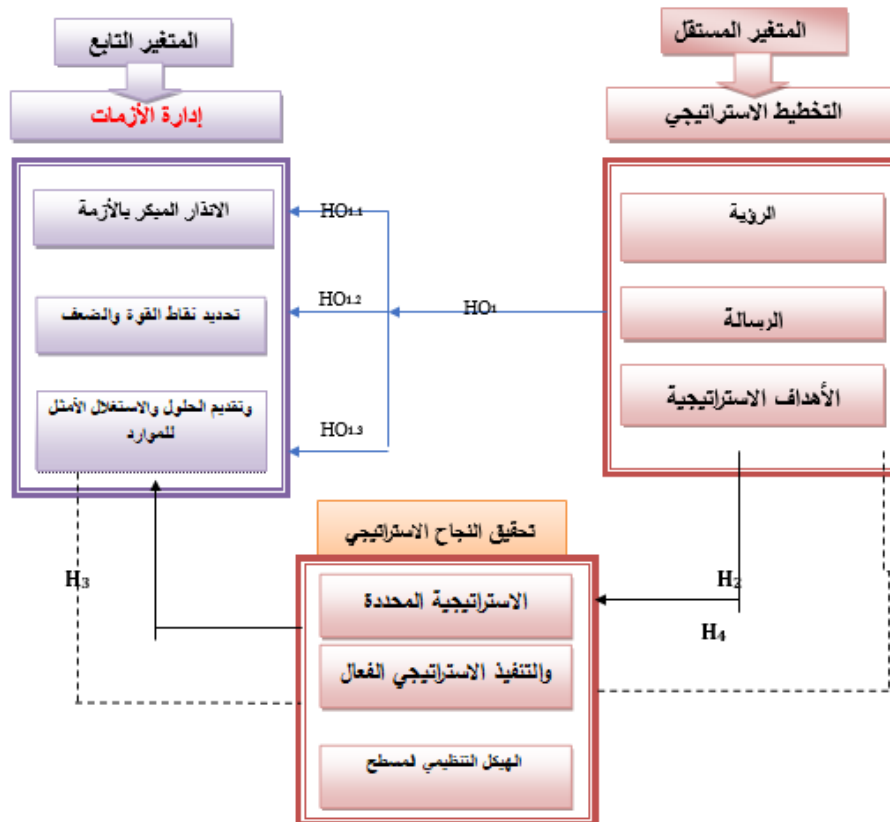 المتغير المستقل
المتغير التابع
التخطيط الاستراتيجي
إدارة الأزمات
الرؤية
الرسالة
الأهداف الاستراتيجية
HO1
HO1.1
HO1.2
HO1.3
الانذار المبكر بالأزمة
تحديد نقاط القوة والضعف
وتقديم الحلول والاستغلال الأمثل
للموارد
تحقيق النجاح الاستراتيجي
الاستراتيجية المحددة
والتنفيذ الاستراتيجي الفعال
الهيكل التنظيمي لمسطح
H2
H4
H3